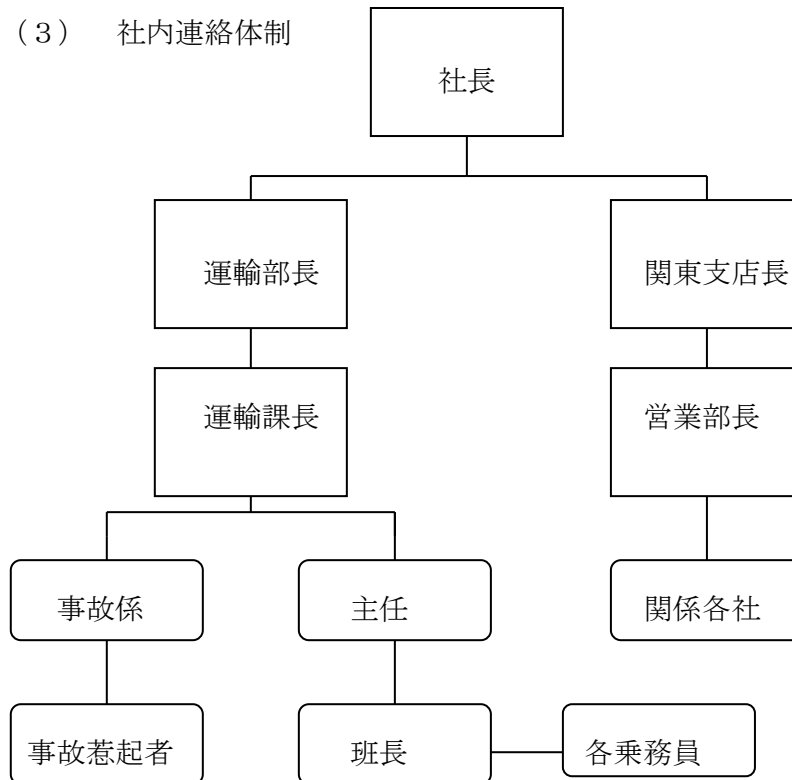 （３）　社内連絡体制
社長
運輸部長
関東支店長
運輸課長
営業部長
事故係
主任
関係各社
事故惹起者
班長
各乗務員